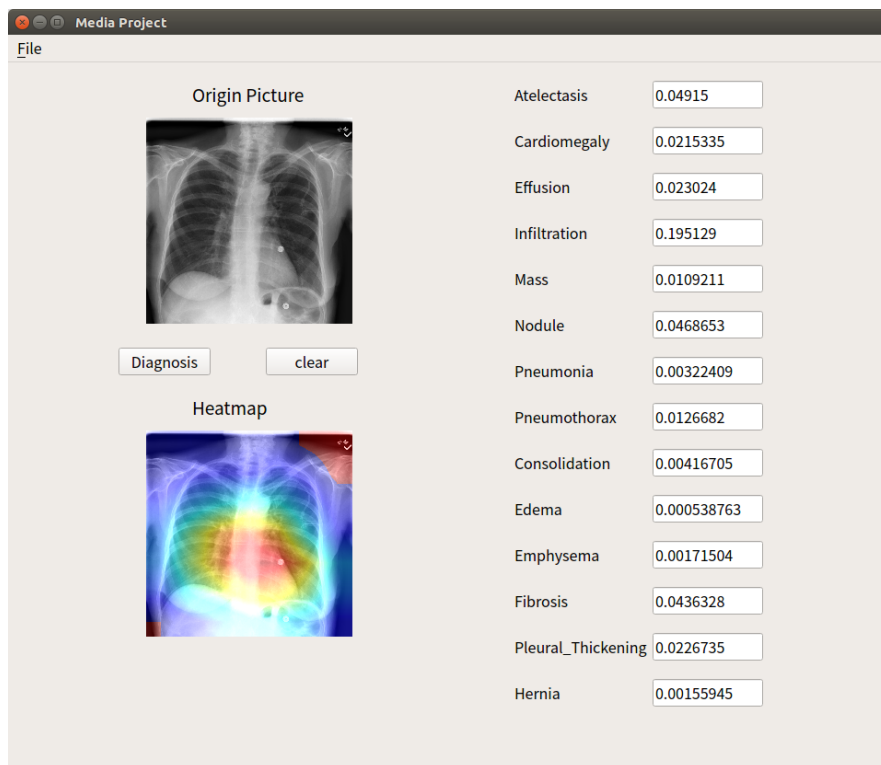 Media Project
File
Origin Picture
Diagnosis
clear
Heatmap
Atelectasis 0.04915
Cardiomegaly 0.0215335
Effusion 0.023024
Infiltration 0.195129
Mass 0.0109211
Nodule 0.0468653
Pneumonia 0.00322409
Pneumothorax 0.0126682
Consolidation 0.00416705
Edema 0.000538763
Emphysema 0.00171504
Fibrosis 0.0436328
Pleural_Thickening 0.0226735
Hernia 0.00155945